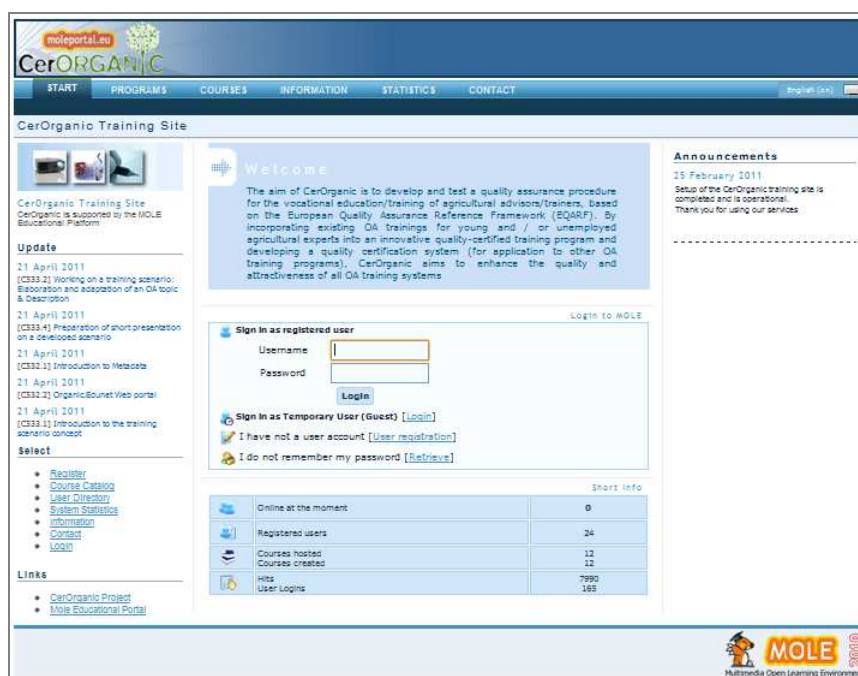 moleportal.eu
CerORGANIC
START PROGRAMS COURSES INFORMATION STATISTICS CONTACT
English (en)
CerOrganic Training Site
CerOrganic Training Site
CerOrganic is supported by the MOLE
Educational Platform
Update
21 April 2011
[C333.2] Working on a training scenario:
Elaboration and adaptation of an OA topic
& Description
21 April 2011
[C333.4] Preparation of short presentation
on a developed scenario
21 April 2011
[C332.1] Introduction to Metadata
21 April 2011
[C332.2] Organic.Edunet Web portal
21 April 2011
[C333.1] Introduction to the training
scenario concept
Select
Register
Course Catalog
User Directory
System Statistics
Information
Contact
Login
Links
CerOrganic Project
Mole Educational Portal
Welcome
The aim of CerOrganic is to develop and test a quality assurance procedure
for the vocational education/training of agricultural advisors/trainers, based
on the European Quality Assurance Reference Framework (EQARF). By
incorporating existing OA trainings for young and / or unemployed
agricultural experts into an innovative quality-certified training program and
developing a quality certification system (for application to other OA
training programs), CerOrganic aims to enhance the quality and
attractiveness of all OA training systems
Login to MOLE
Sign in as registered user
Username
Password
Login
Sign in as Temporary User (Guest) [Login]
I have not a user account [User registration]
I do not remember my password [Retrieve]
Short info
Online at the moment 0
Registered users 24
Courses hosted 12
Courses created 12
Hits 7990
User Logins 165
Announcements
25 February 2011
Setup of the CerOrganic training site is
completed and is operational.
Thank you for using our services
MOLE 2010
Multimedia Open Learning Environment